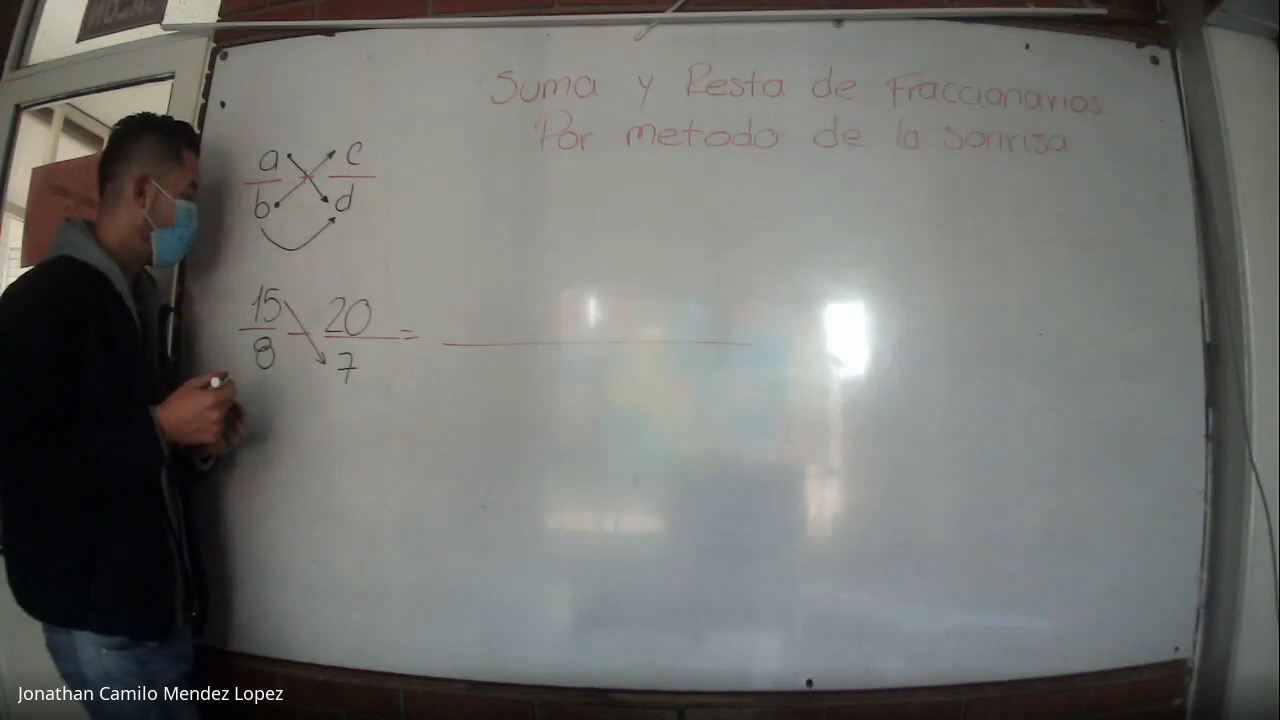 Suma y Resta de Fraccionarios
Por metodo de la Sonrisa
a c
b d
15 - 20 =
8 7
Jonathan Camilo Mendez Lopez